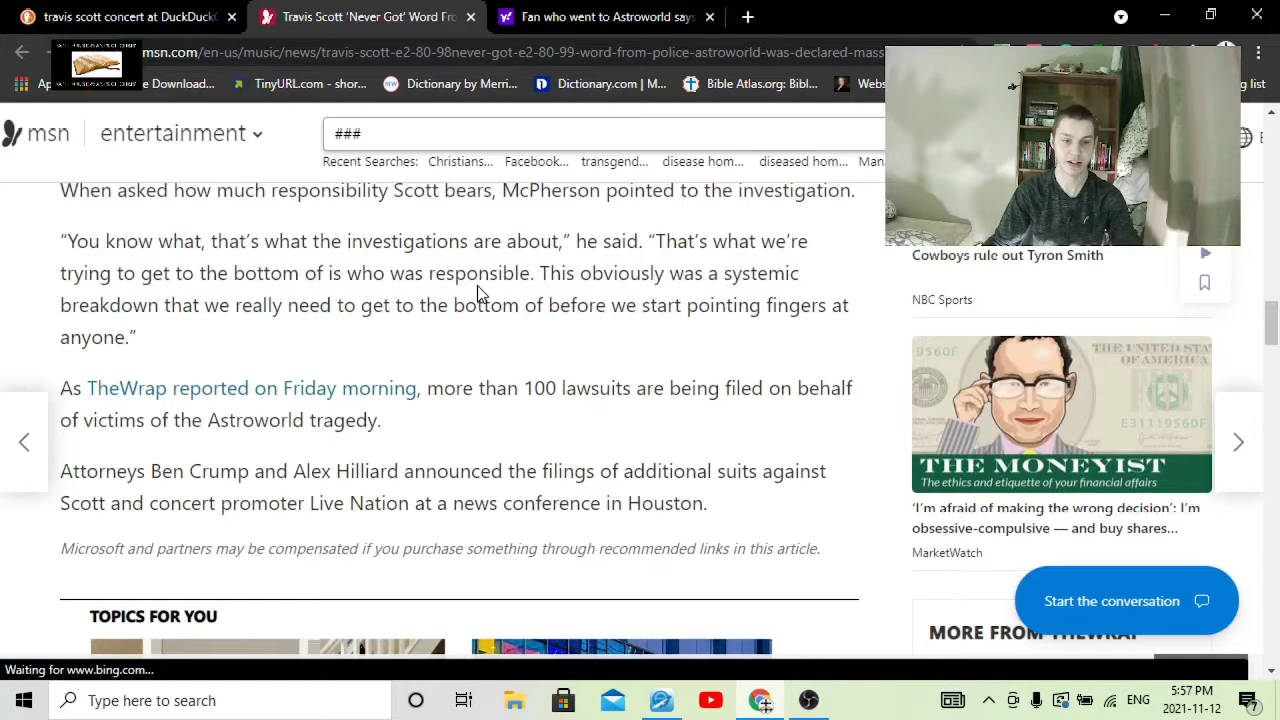 travis scott concert at DuckDuck
Travis Scott 'Never Got' Word Fro
Fan who went to Astroworld says
msn.com/en-us/music/news/travis-scott-e2-80-98never-got-e2-80-99-word-from-police-astroworld-w
ared-mass
Download...
TinyURL.com - shor...
Dictionary by Merri...
Dictionary.com | M...
Bible Atlas.org: Bibl...
Webs
g list
msn
entertainment
###
Recent Searches: Christians... Facebook... transgend... disease hom... diseased hom... Man
When asked how much responsibility Scott bears, McPherson pointed to the investigation.
“You know what, that’s what the investigations are about,” he said. “That’s what we’re
trying to get to the bottom of is who was responsible. This obviously was a systemic
breakdown that we really need to get to the bottom of before we start pointing fingers at
anyone.”
As TheWrap reported on Friday morning, more than 100 lawsuits are being filed on behalf
of victims of the Astroworld tragedy.
Attorneys Ben Crump and Alex Hilliard announced the filings of additional suits against
Scott and concert promoter Live Nation at a news conference in Houston.
Microsoft and partners may be compensated if you purchase something through recommended links in this article.
TOPICS FOR YOU
Cowboys rule out Tyron Smith
NBC Sports
9560F
THE UNITED STA
OF AMERICA
E31119560F
THE MONEYIST
The ethics and etiquette of your financial affairs
‘I’m afraid of making the wrong decision’: I’m
obsessive-compulsive — and buy shares...
MarketWatch
Start the conversation
MORE FROM THEWRAP
Waiting for www.bing.com...
Type here to search
ENG
5:57 PM
2021-11-12
7